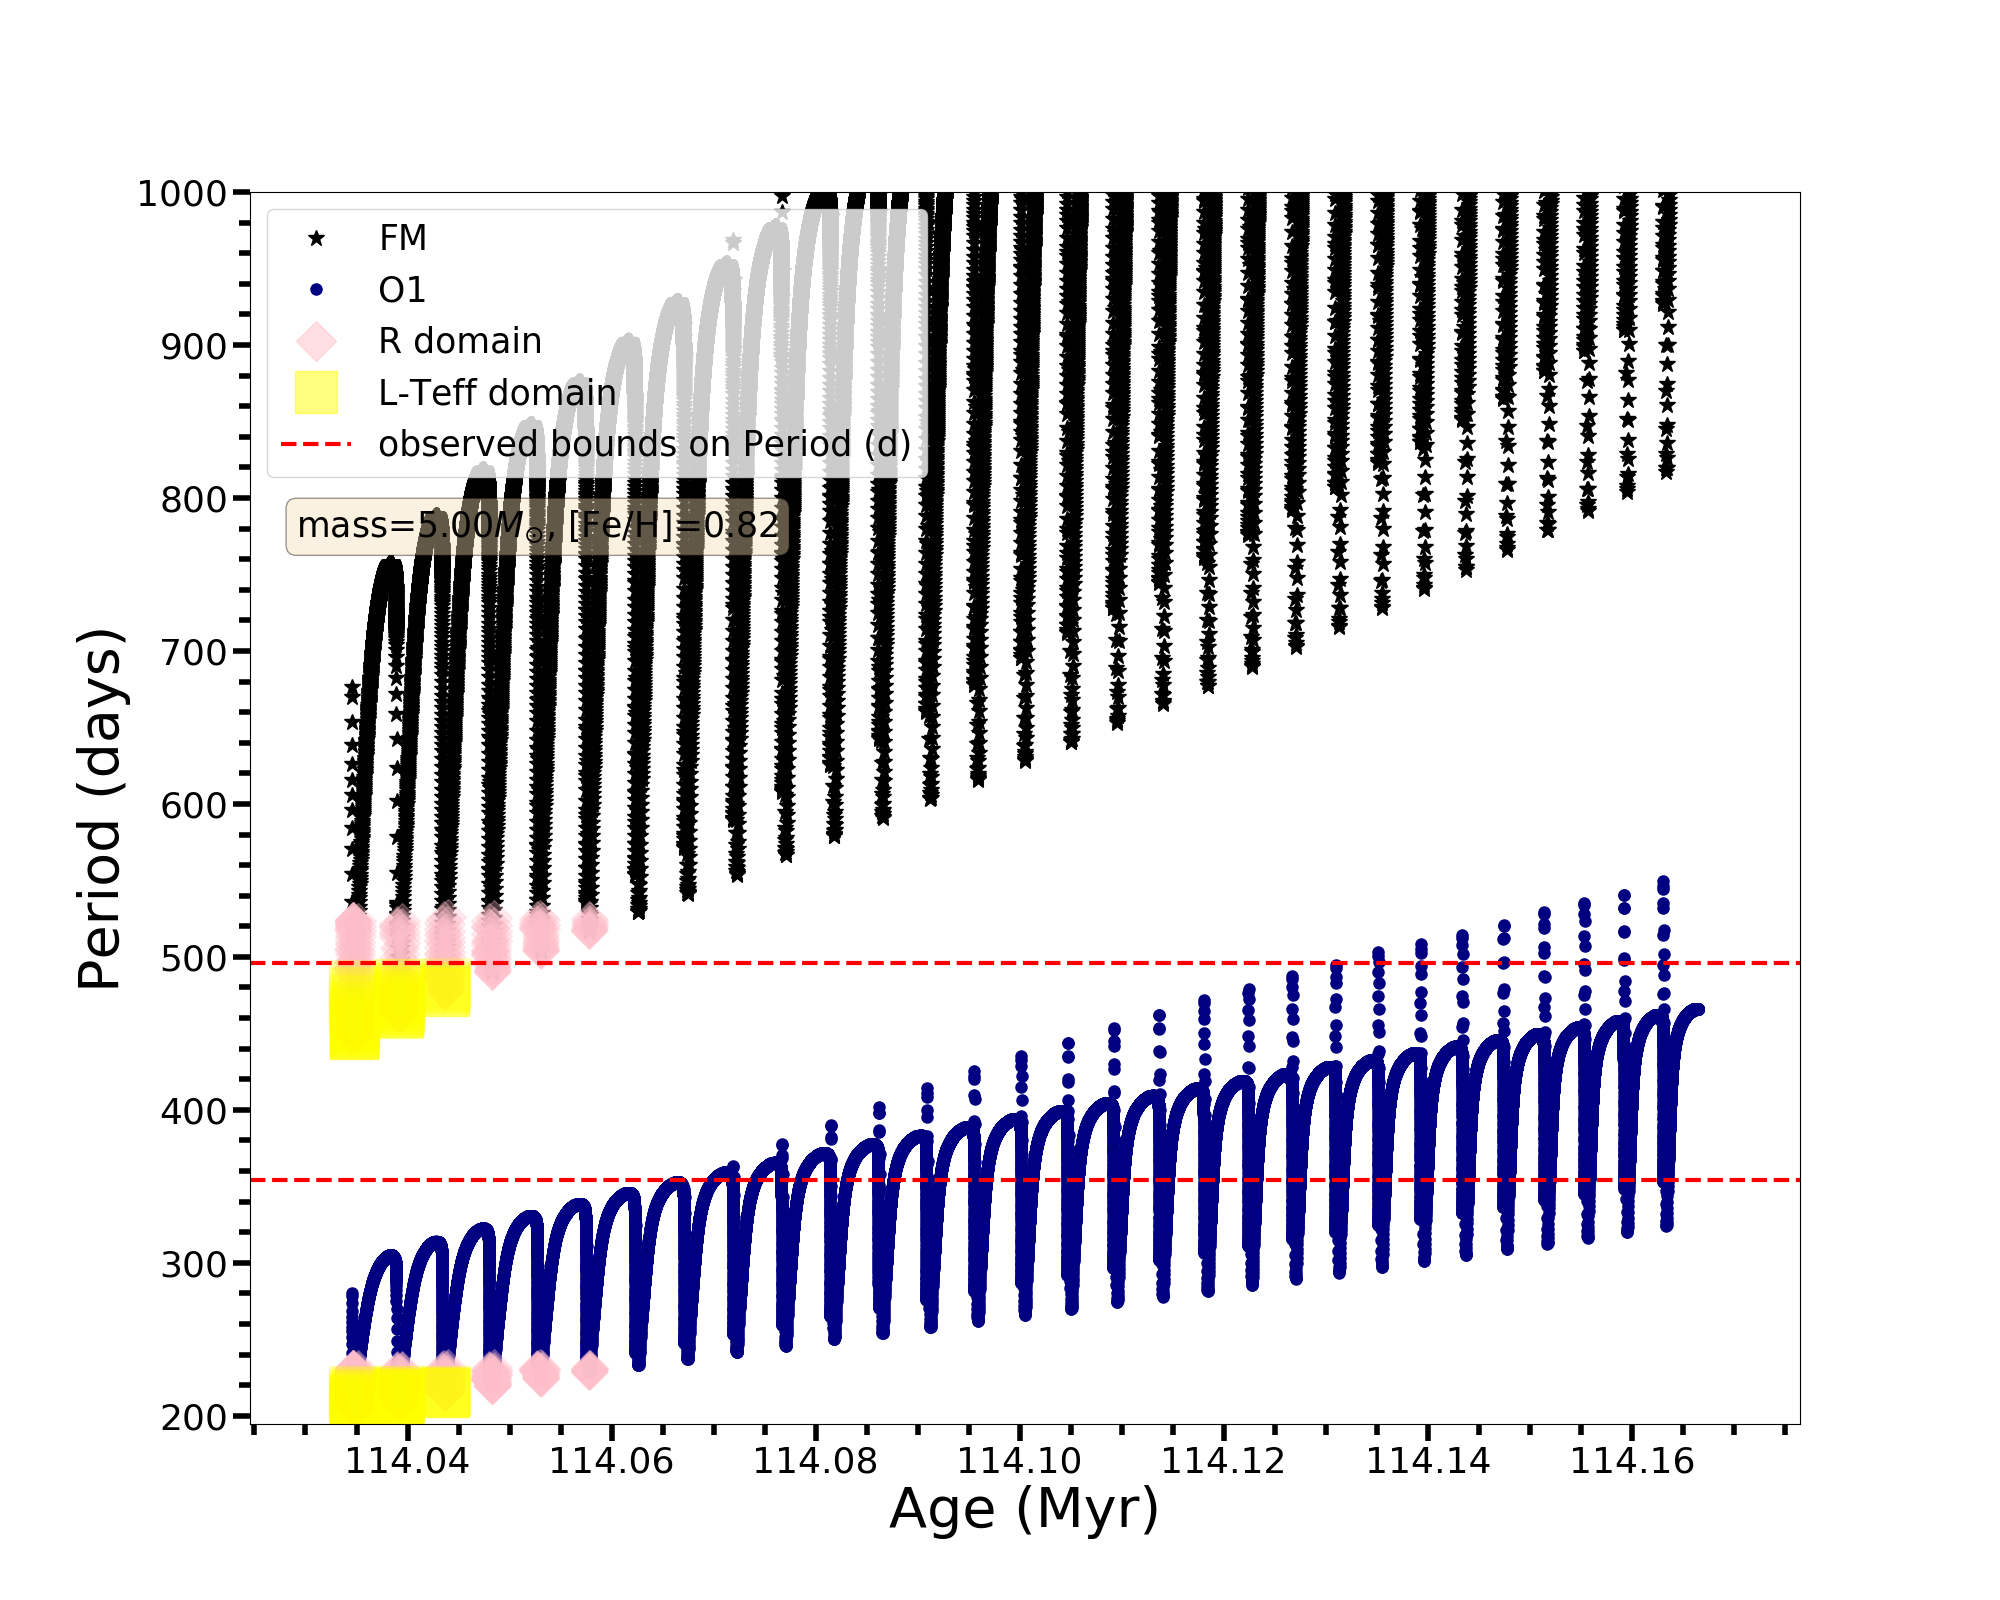 1000
900
800
700
600
500
400
300
200
Period (days)
FM
O1
R domain
L-Teff domain
observed bounds on Period (d)
mass=5.00M⊙, [Fe/H]=0.82
114.04 114.06 114.08 114.10 114.12 114.14 114.16
Age (Myr)